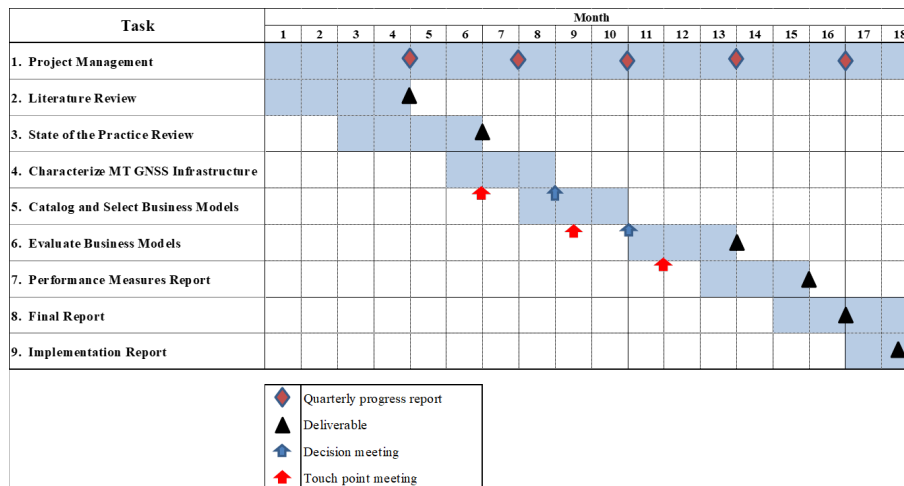 Task
Month
1 2 3 4 5 6 7 8 9 10 11 12 13 14 15 16 17 18
1. Project Management
2. Literature Review
3. State of the Practice Review
4. Characterize MT GNSS Infrastructure
5. Catalog and Select Business Models
6. Evaluate Business Models
7. Performance Measures Report
8. Final Report
9. Implementation Report
Quarterly progress report
Deliverable
Decision meeting
Touch point meeting